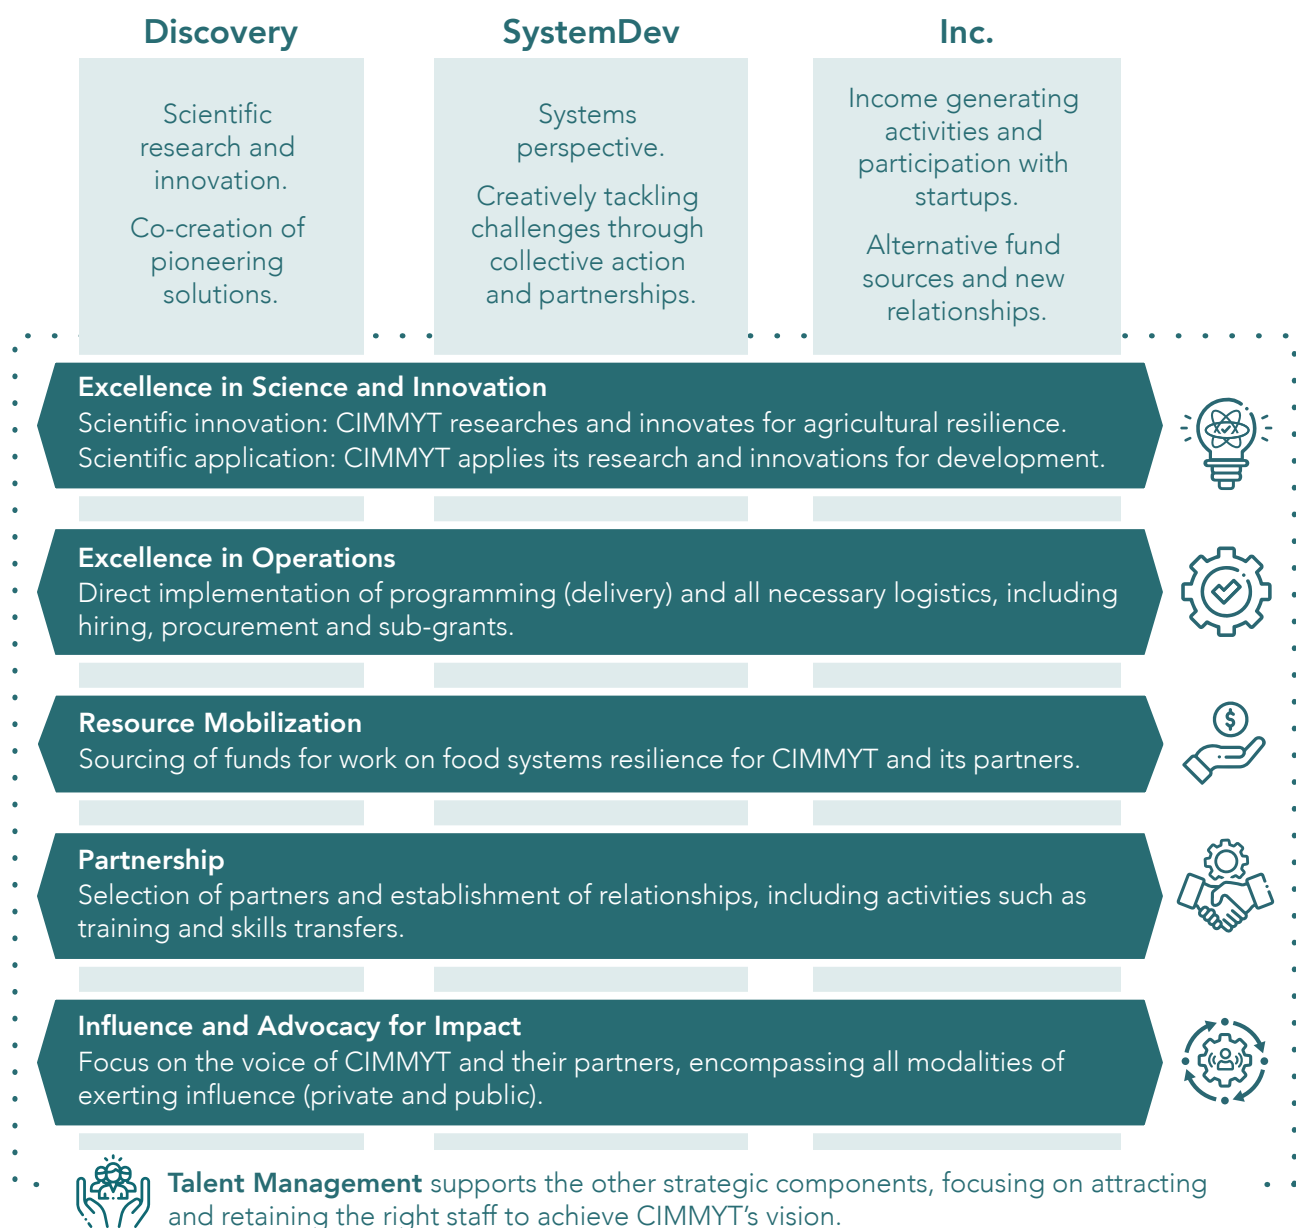 Discovery
SystemDev
Inc.
Scientific
research and
innovation.
Co-creation of
pioneering
solutions.
Systems
perspective.
Creatively tackling
challenges through
collective action
and partnerships.
Income generating
activities and
participation with
startups.
Alternative fund
sources and new
relationships.
Excellence in Science and Innovation
Scientific innovation: CIMMYT researches and innovates for agricultural resilience.
Scientific application: CIMMYT applies its research and innovations for development.
Excellence in Operations
Direct implementation of programming (delivery) and all necessary logistics, including
hiring, procurement and sub-grants.
Resource Mobilization
Sourcing of funds for work on food systems resilience for CIMMYT and its partners.
$
Partnership
Selection of partners and establishment of relationships, including activities such as
training and skills transfers.
Influence and Advocacy for Impact
Focus on the voice of CIMMYT and their partners, encompassing all modalities of
exerting influence (private and public).
Talent Management supports the other strategic components, focusing on attracting
and retaining the right staff to achieve CIMMYT's vision.